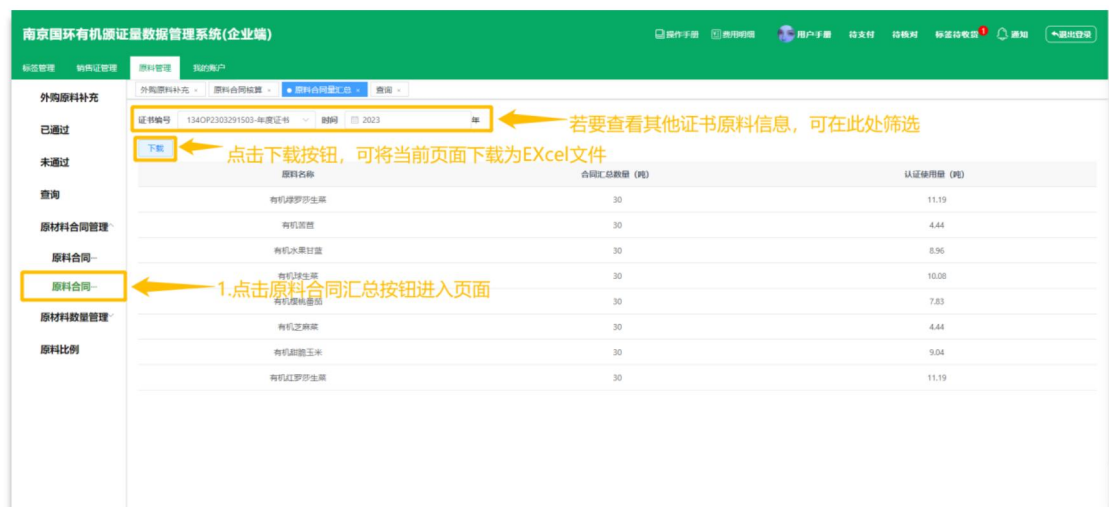 南京国环有机颁证量数据管理系统(企业端)
操作手册 费用明细 用户手册 待支付 待核对 标签待收货 1 通知 退出登录
标签管理 销售证管理 原料管理 我的账户
外购原料补充 × 原料合同核算 × 原料合同量汇总 × 查询 ×
外购原料补充
已通过
未通过
查询
原材料合同管理
原料合同...
原料合同...
原材料数量管理
原料比例
证书编号 134OP2303291503-年度证书 时间 2023 年
若要查看其他证书原料信息，可在此处筛选
下载
点击下载按钮，可将当前页面下载为EXcel文件
原料名称 合同汇总数量（吨） 认证使用量（吨）
有机绿罗莎生菜 30 11.19
有机苦苣 30 4.44
有机水果甘蓝 30 8.96
有机球生菜 30 10.08
1.点击原料合同汇总按钮进入页面
有机樱桃番茄 30 7.83
有机芝麻菜 30 4.44
有机甜脆玉米 30 9.04
有机红罗莎生菜 30 11.19